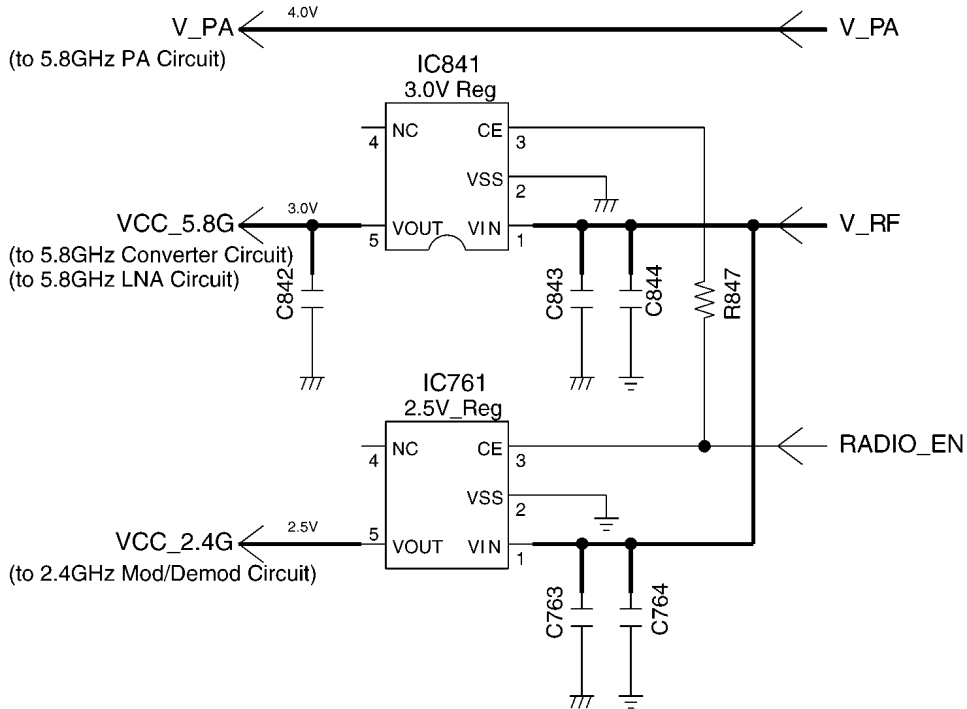 4.0V
V_PA
V_PA
(to 5.8GHz PA Circuit)
IC841
3.0V Reg
NC
CE
4
3
VSS
2
VCC_5.8G
3.0V
5
VOUT
VIN
1
V_RF
(to 5.8GHz Converter Circuit)
(to 5.8GHz LNA Circuit)
C842
C843
C844
R847
IC761
2.5V_Reg
NC
CE
4
3
RADIO_EN
VSS
2
VCC_2.4G
2.5V
5
VOUT
VIN
1
(to 2.4GHz Mod/Demod Circuit)
C763
C764